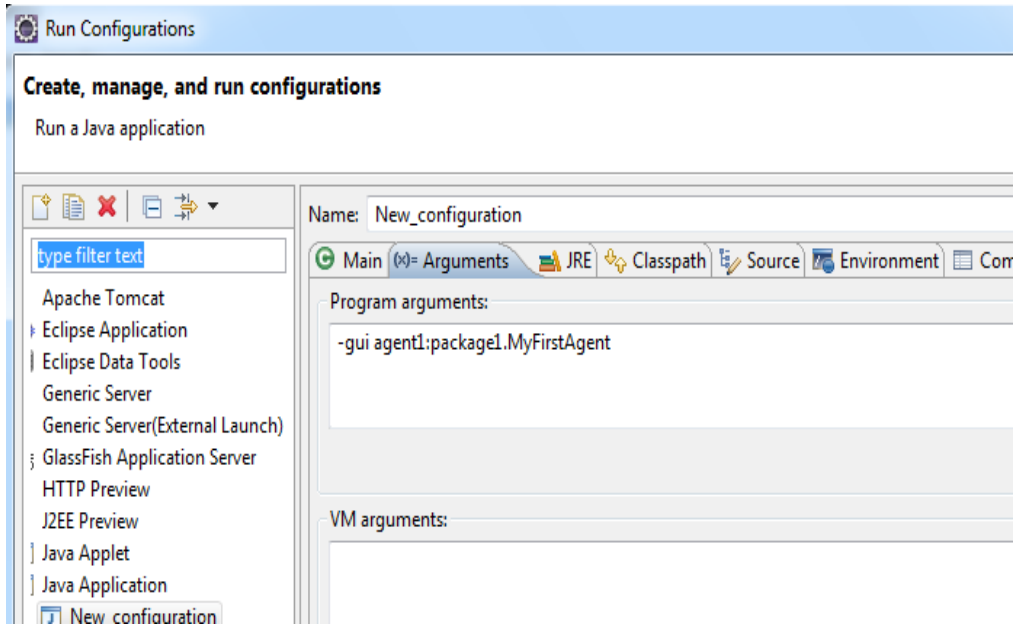 Run Configurations
Create, manage, and run configurations
Run a Java application
type filter text
Apache Tomcat
Eclipse Application
Eclipse Data Tools
Generic Server
Generic Server(External Launch)
GlassFish Application Server
HTTP Preview
J2EE Preview
Java Applet
Java Application
New_configuration
Name: New_configuration
Main (x)= Arguments JRE Classpath Source Environment Com
Program arguments:
-gui agent1:package1.MyFirstAgent
VM arguments: